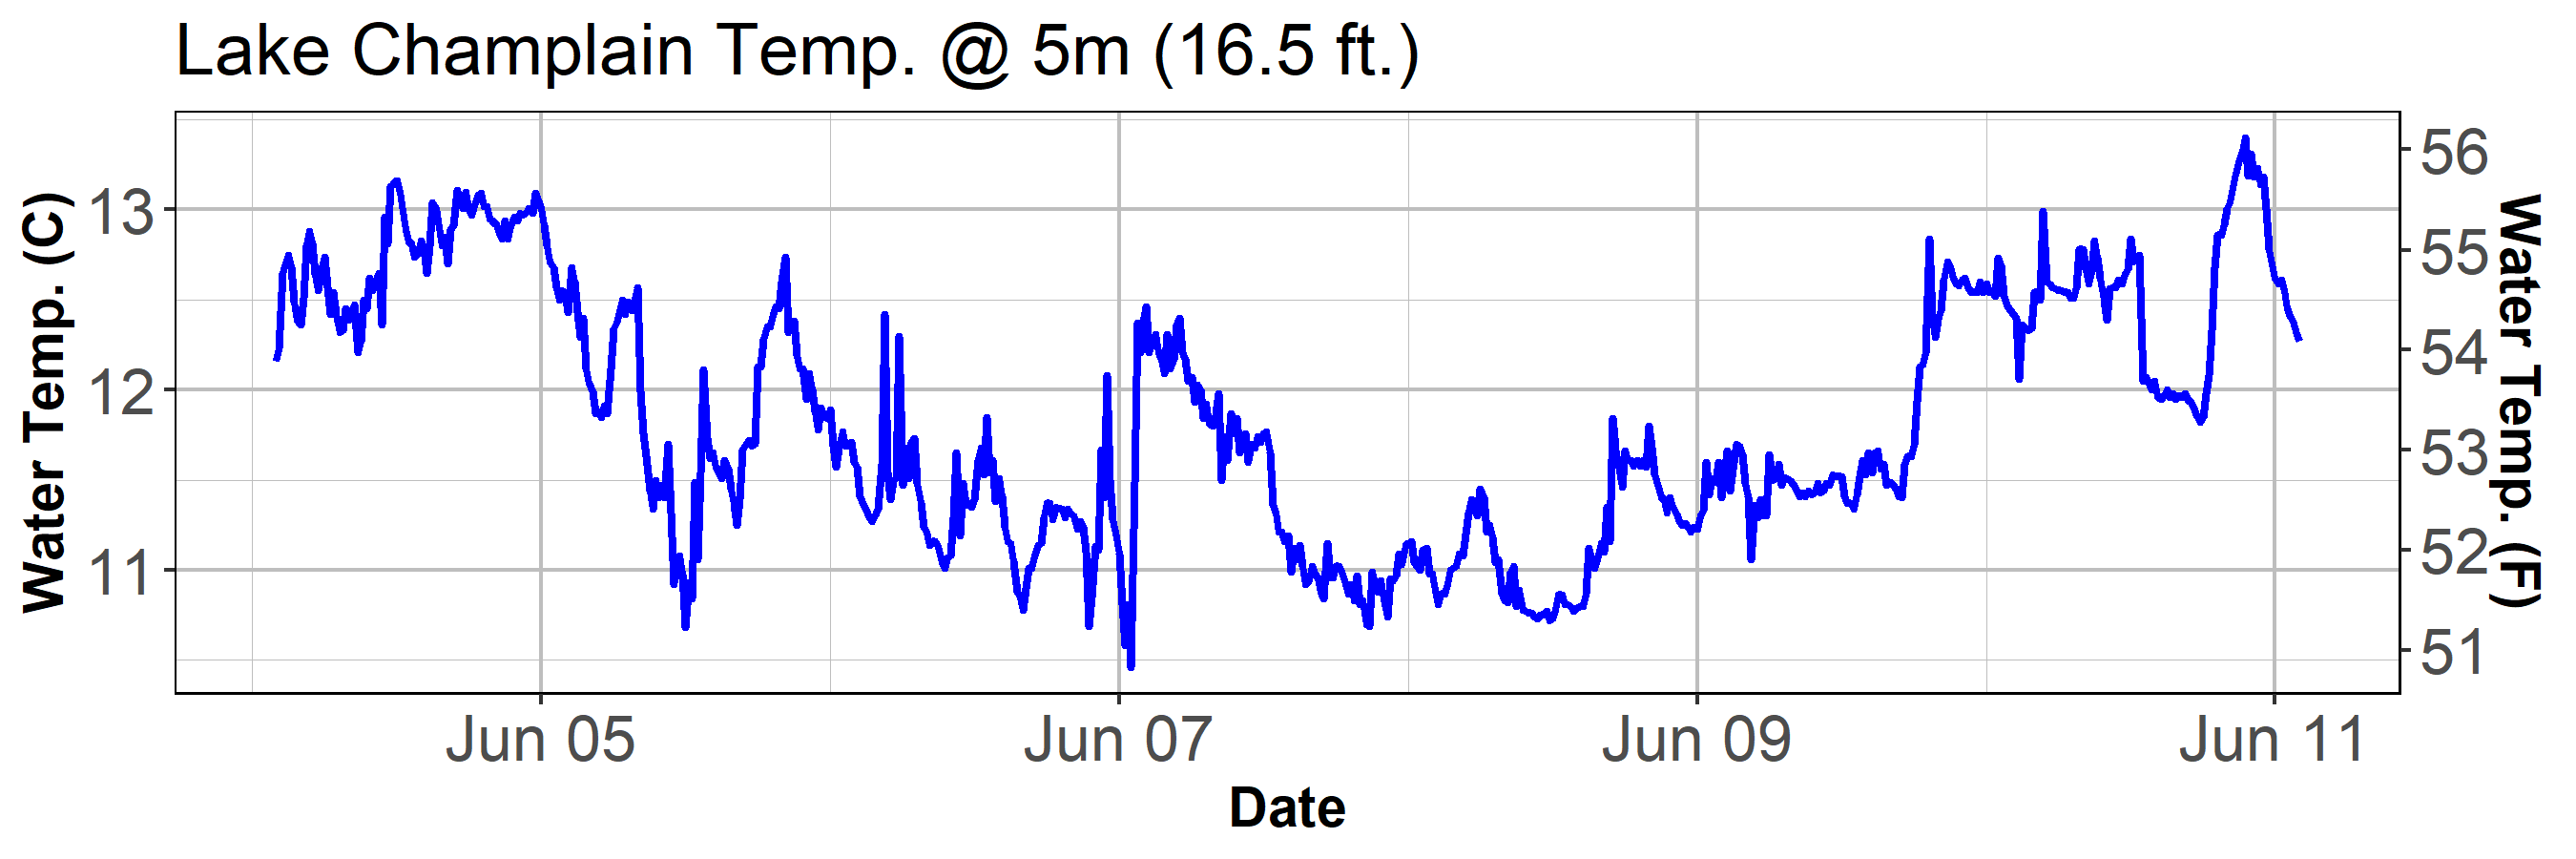 Lake Champlain Temp. @ 5m (16.5 ft.)
Water Temp. (C)
13
12
11
56
55
54
53
52
51
Water Temp. (F)
Jun 05
Jun 07
Jun 09
Jun 11
Date